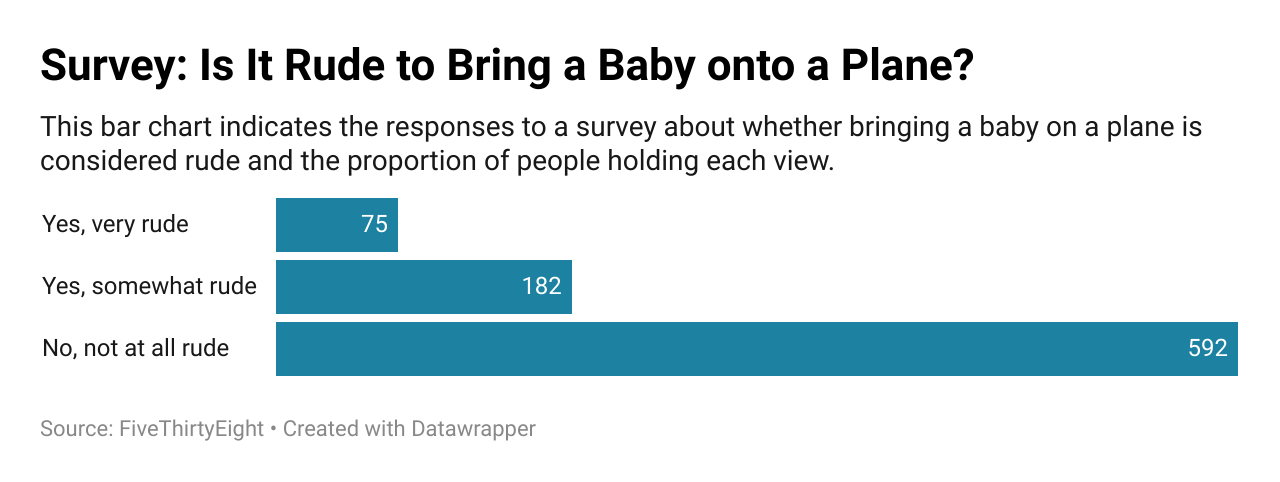 Survey: Is It Rude to Bring a Baby onto a Plane?
This bar chart indicates the responses to a survey about whether bringing a baby on a plane is
considered rude and the proportion of people holding each view.
Yes, very rude 75
Yes, somewhat rude 182
No, not at all rude 592
Source: FiveThirtyEight • Created with Datawrapper